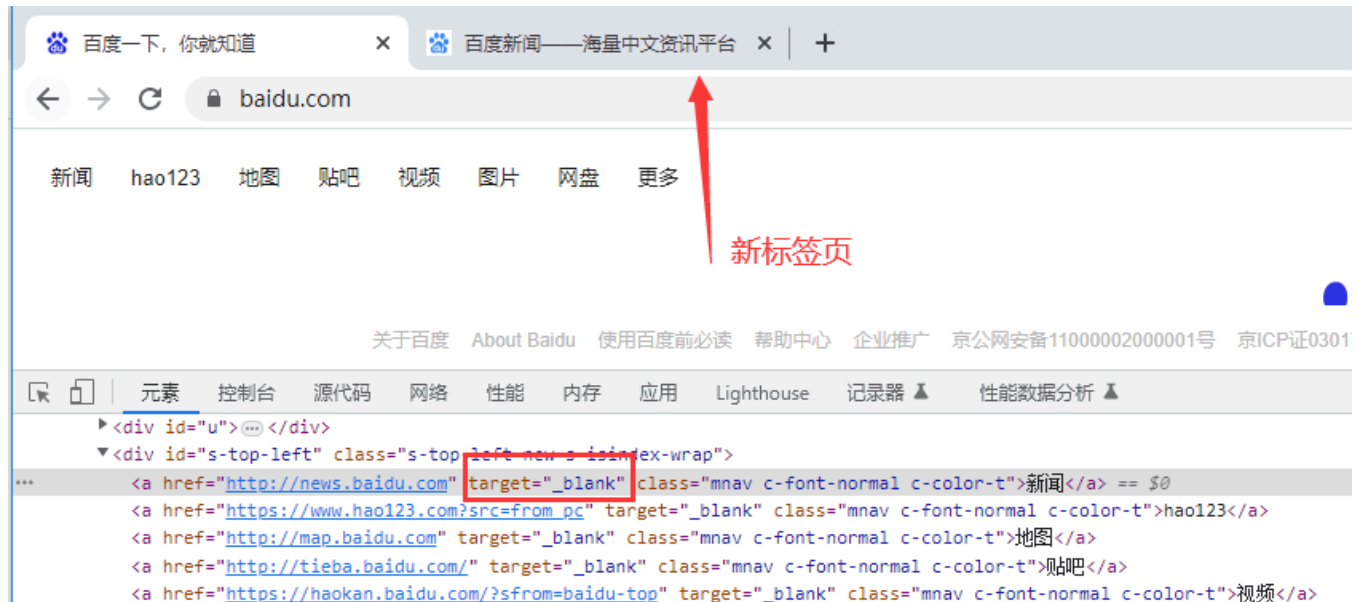 百度一下，你就知道
百度新闻——海量中文资讯平台
baidu.com
新闻 hao123 地图 贴吧 视频 图片 网盘 更多
新标签页
关于百度 About Baidu 使用百度前必读 帮助中心 企业推广 京公网安备11000002000001号 京ICP证0301
元素 控制台 源代码 网络 性能 内存 应用 Lighthouse 记录器 性能数据分析
<div id="u">…</div>
<div id="s-top-left" class="s-top-left-new s-isindex-wrap">
<a href="http://news.baidu.com" target="_blank" class="mnav c-font-normal c-color-t">新闻</a> == $0
<a href="https://www.hao123.com?src=from_pc" target="_blank" class="mnav c-font-normal c-color-t">hao123</a>
<a href="http://map.baidu.com" target="_blank" class="mnav c-font-normal c-color-t">地图</a>
<a href="http://tieba.baidu.com/" target="_blank" class="mnav c-font-normal c-color-t">贴吧</a>
<a href="https://haokan.baidu.com/?sfrom=baidu-top" target="_blank" class="mnav c-font-normal c-color-t">视频</a>